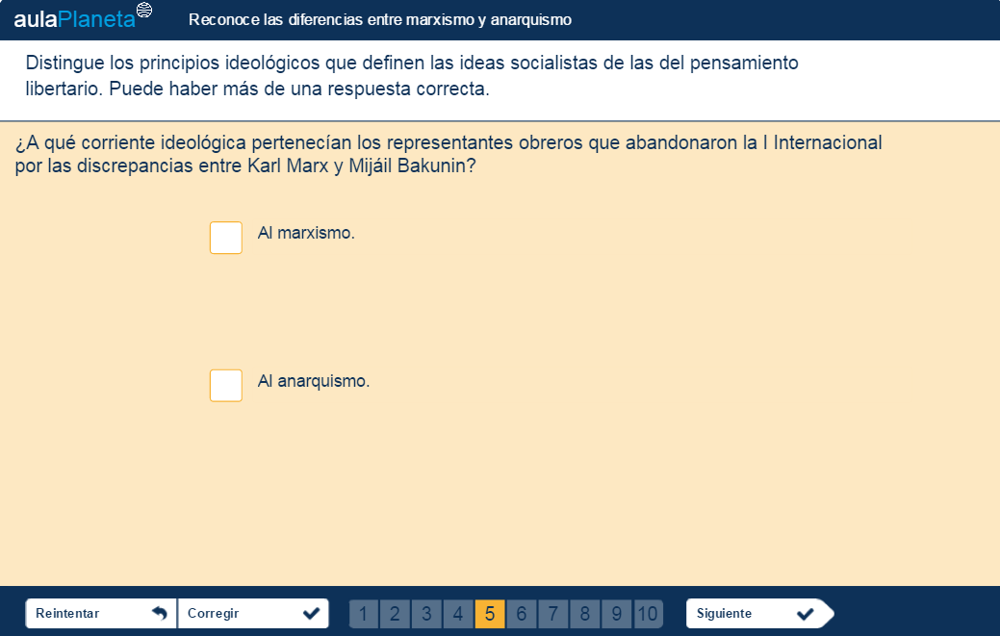 aulaPlaneta
Reconoce las diferencias entre marxismo y anarquismo
Distingue los principios ideológicos que definen las ideas socialistas de las del pensamiento
libertario. Puede haber más de una respuesta correcta.
¿A qué corriente ideológica pertenecían los representantes obreros que abandonaron la I Internacional
por las discrepancias entre Karl Marx y Mijáil Bakunin?
Al marxismo.
Al anarquismo.
Reintentar
Corregir
1 2 3 4 5 6 7 8 9 10
Siguiente